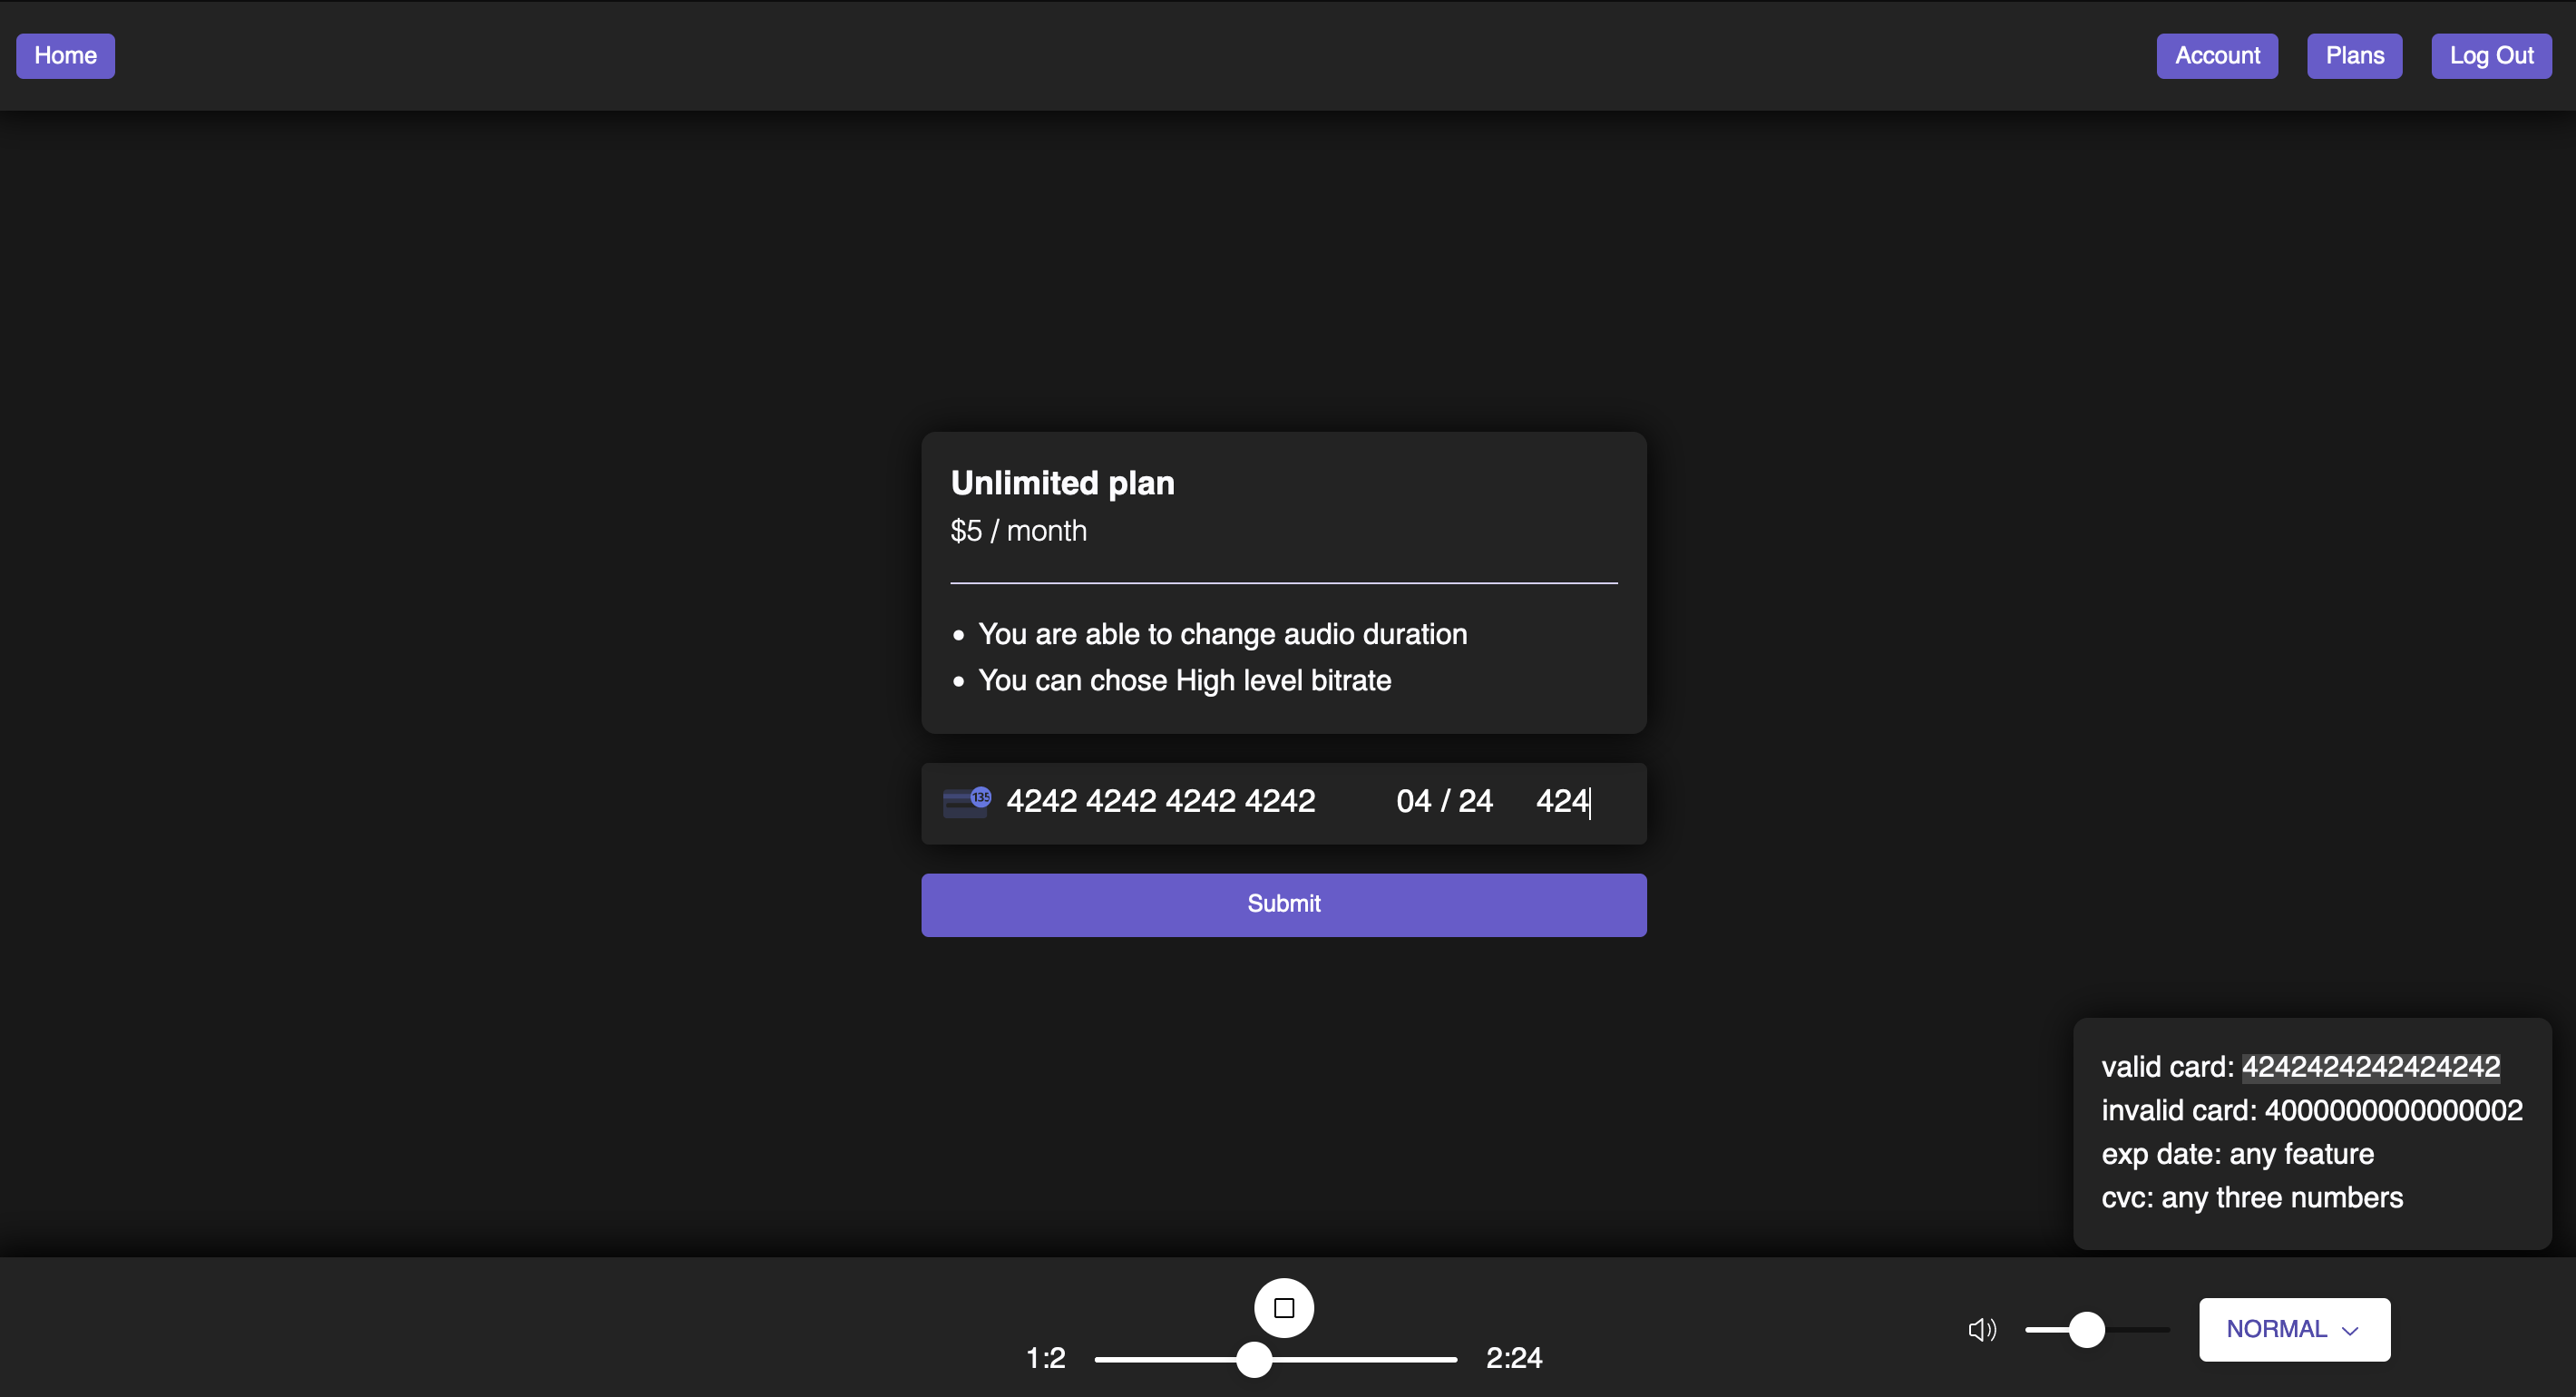 Home Account Plans Log Out
Unlimited plan
$5 / month
You are able to change audio duration
You can chose High level bitrate
135 4242 4242 4242 4242 04 / 24 424
Submit
valid card: 4242424242424242
invalid card: 4000000000000002
exp date: any feature
cvc: any three numbers
1:2 2:24
NORMAL